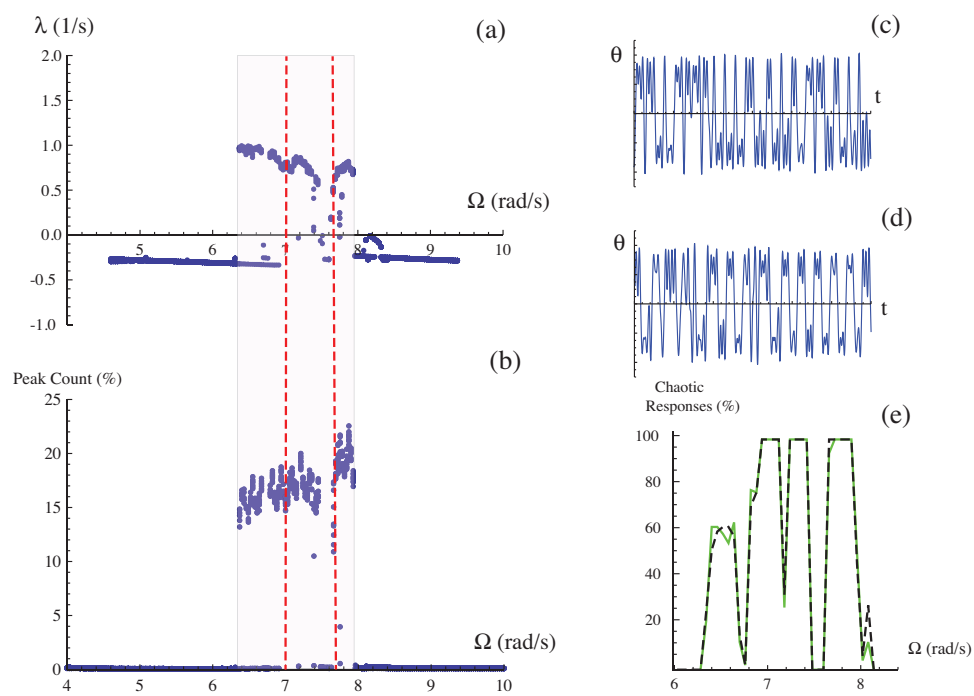 λ (1/s)
(a)
2.0
1.5
1.0
0.5
0.0
-0.5
-1.0
Ω (rad/s)
5 6 7 8 9 10
(b)
Peak Count (%)
25
20
15
10
5
0
Ω (rad/s)
4 5 6 7 8 9 10
(c)
θ
t
(d)
θ
t
Chaotic
Responses (%)
(e)
100
80
60
40
20
Ω (rad/s)
6 7 8